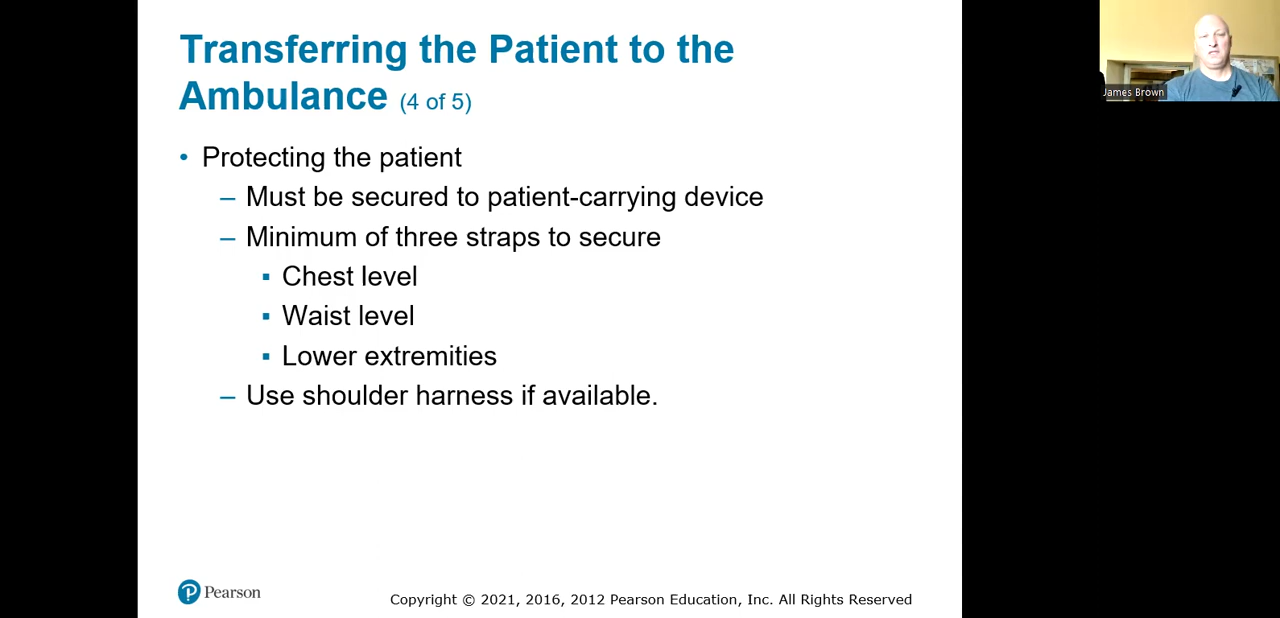 Transferring the Patient to the
Ambulance (4 of 5)
• Protecting the patient
– Must be secured to patient-carrying device
– Minimum of three straps to secure
▪ Chest level
▪ Waist level
▪ Lower extremities
– Use shoulder harness if available.
Pearson
Copyright © 2021, 2016, 2012 Pearson Education, Inc. All Rights Reserved
James Brown